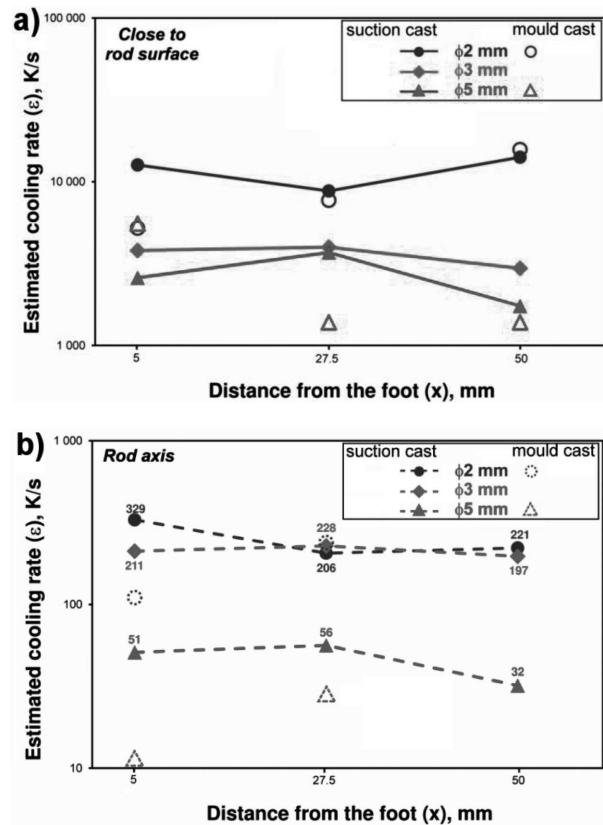 a)
Close to
rod surface
suction cast mould cast
ϕ2 mm
ϕ3 mm
ϕ5 mm
Estimated cooling rate (ε), K/s
100 000
10 000
1 000
5 27.5 50
Distance from the foot (x), mm
b)
Rod axis
suction cast mould cast
ϕ2 mm
ϕ3 mm
ϕ5 mm
Estimated cooling rate (ε), K/s
1 000
100
10
329
228
221
211
206
197
51
56
32
5 27.5 50
Distance from the foot (x), mm